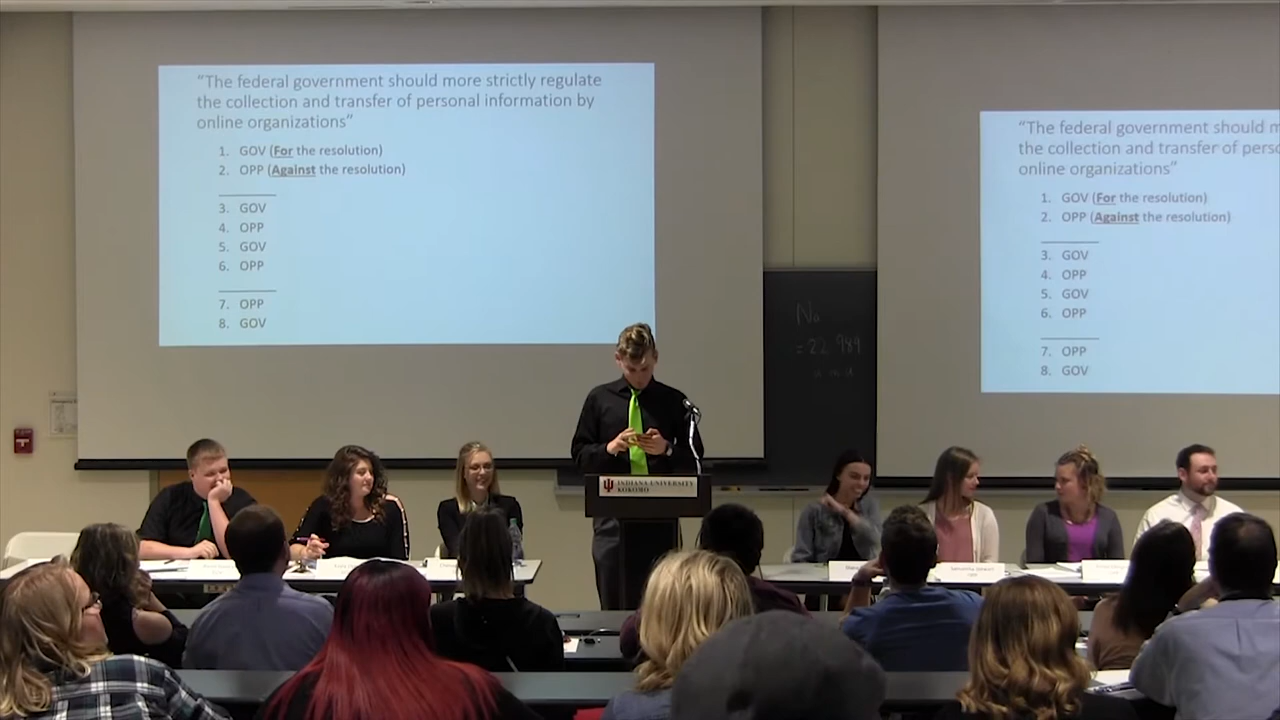 “The federal government should more strictly regulate
the collection and transfer of personal information by
online organizations”
1. GOV (For the resolution)
2. OPP (Against the resolution)
3. GOV
4. OPP
5. GOV
6. OPP
7. OPP
8. GOV
“The federal government should m
the collection and transfer of perso
online organizations”
1. GOV (For the resolution)
2. OPP (Against the resolution)
3. GOV
4. OPP
5. GOV
6. OPP
7. OPP
8. GOV
Na
= 22 989
INDIANA UNIVERSITY
KOKOMO